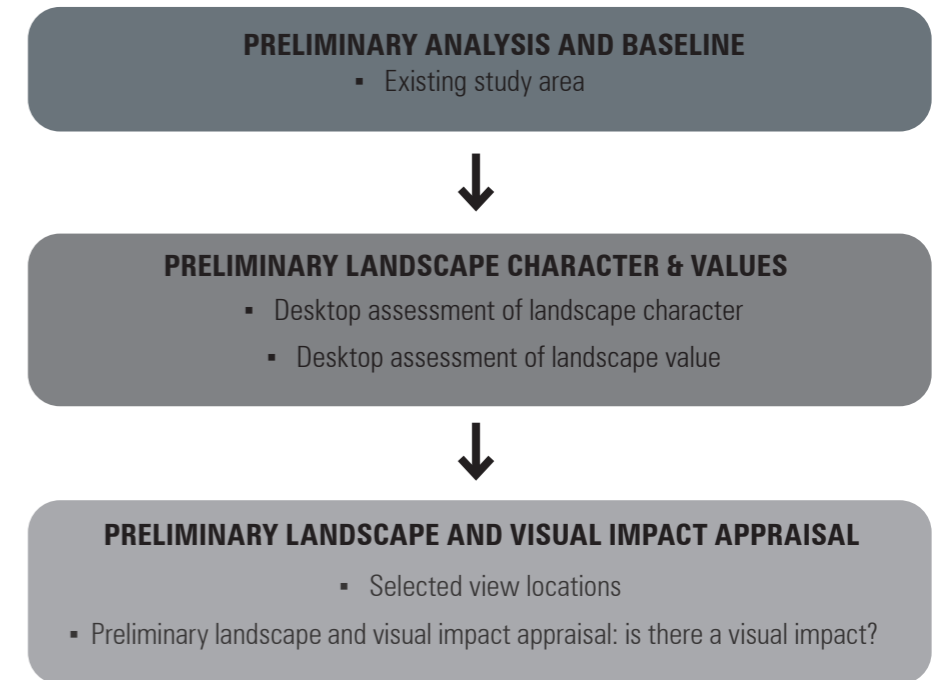 PRELIMINARY ANALYSIS AND BASELINE
▪ Existing study area
PRELIMINARY LANDSCAPE CHARACTER & VALUES
▪ Desktop assessment of landscape character
▪ Desktop assessment of landscape value
PRELIMINARY LANDSCAPE AND VISUAL IMPACT APPRAISAL
▪ Selected view locations
▪ Preliminary landscape and visual impact appraisal: is there a visual impact?